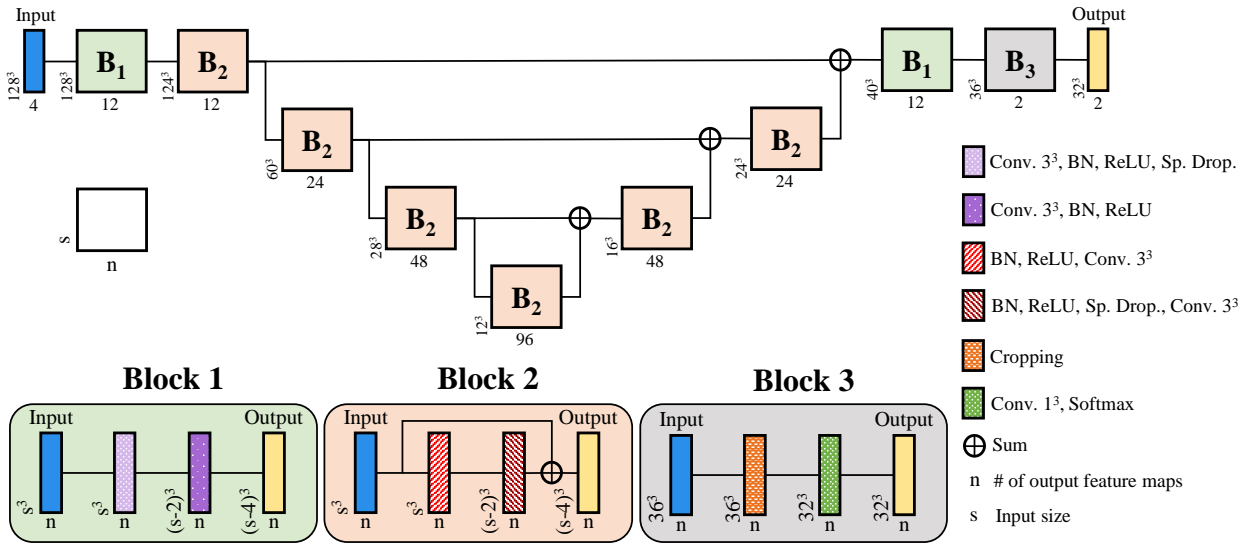 Input
Output
B₁
B₂
B₁
B₃
128³
128³
124³
40³
36³
32³
4
12
12
12
2
2
B₂
B₂
60³
24³
24
24
B₂
B₂
28³
16³
48
48
B₂
12³
96
s
n
Conv. 3³, BN, ReLU, Sp. Drop.
Conv. 3³, BN, ReLU
BN, ReLU, Conv. 3³
BN, ReLU, Sp. Drop., Conv. 3³
Cropping
Conv. 1³, Softmax
Sum
n # of output feature maps
s Input size
Block 1
Input
Output
s³
s³
(s-2)³
(s-4)³
n
n
n
n
Block 2
Input
Output
s³
s³
(s-2)³
(s-4)³
n
n
n
n
Block 3
Input
Output
36³
36³
32³
32³
n
n
n
n